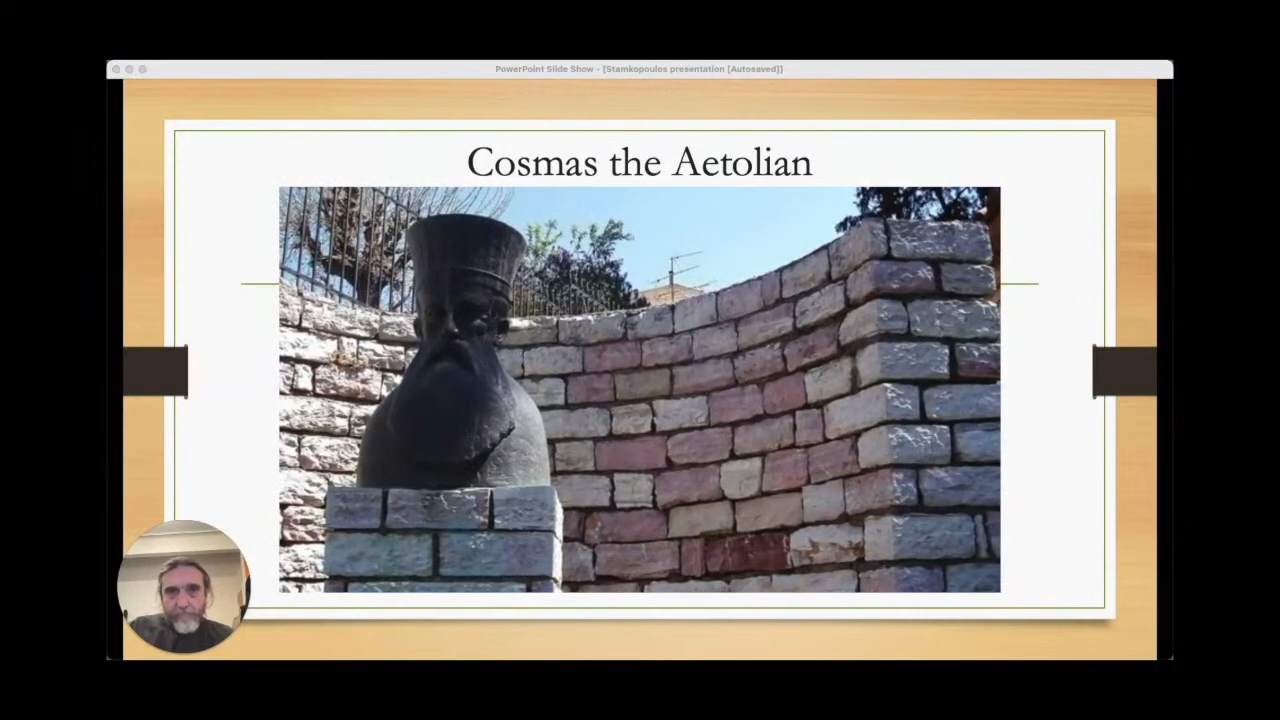 PowerPoint Slide Show - [Stamkopoulos presentation [Autosaved]]
Cosmas the Aetolian